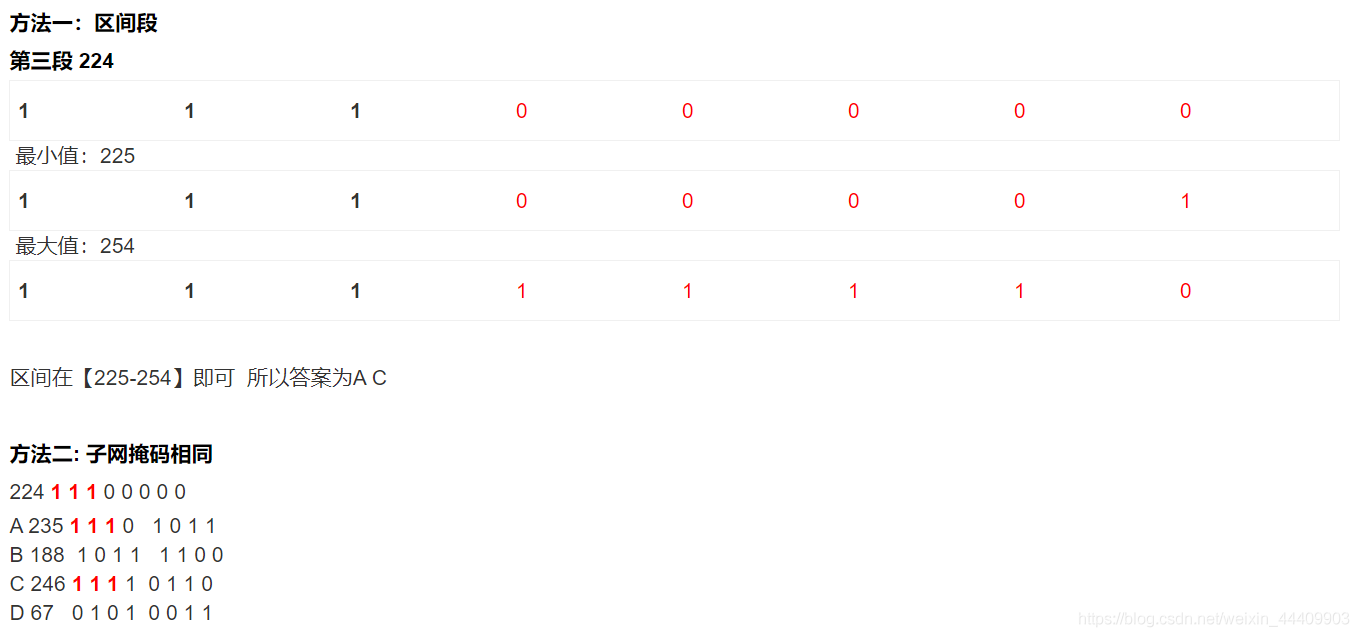 方法一：区间段
第三段 224
1 1 1 0 0 0 0 0
最小值：225
1 1 1 0 0 0 0 1
最大值：254
1 1 1 1 1 1 1 0
区间在【225-254】即可 所以答案为A C
方法二: 子网掩码相同
224 1 1 1 0 0 0 0 0
A 235 1 1 1 0 1 0 1 1
B 188 1 0 1 1 1 1 0 0
C 246 1 1 1 1 0 1 1 0
D 67 0 1 0 1 0 0 1 1
https://blog.csdn.net/weixin_44409903